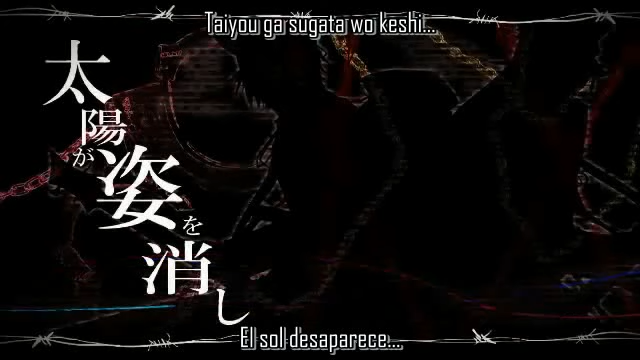 Taiyou ga sugata wo keshi...
太陽が姿を消し
El sol desaparece...